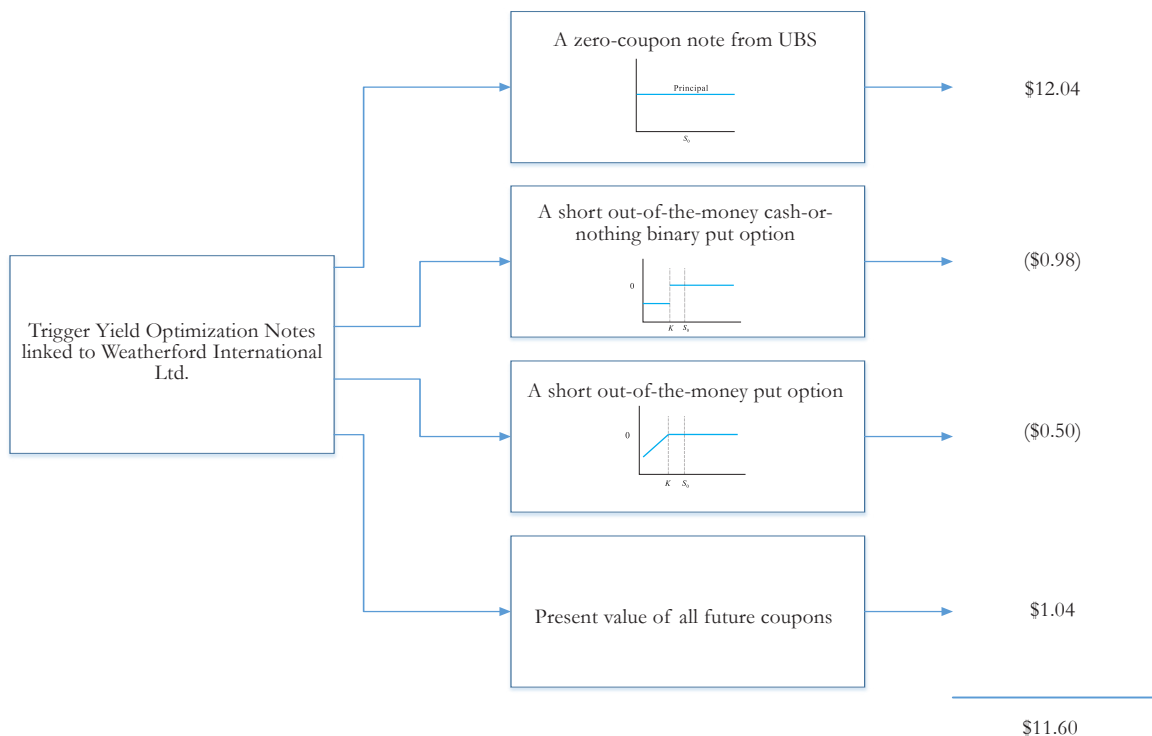 A zero-coupon note from UBS
Principal
S₀
$12.04
A short out-of-the-money cash-or-
nothing binary put option
0
K
S₀
($0.98)
Trigger Yield Optimization Notes
linked to Weatherford International
Ltd.
A short out-of-the-money put option
0
K
S₀
($0.50)
Present value of all future coupons
$1.04
$11.60